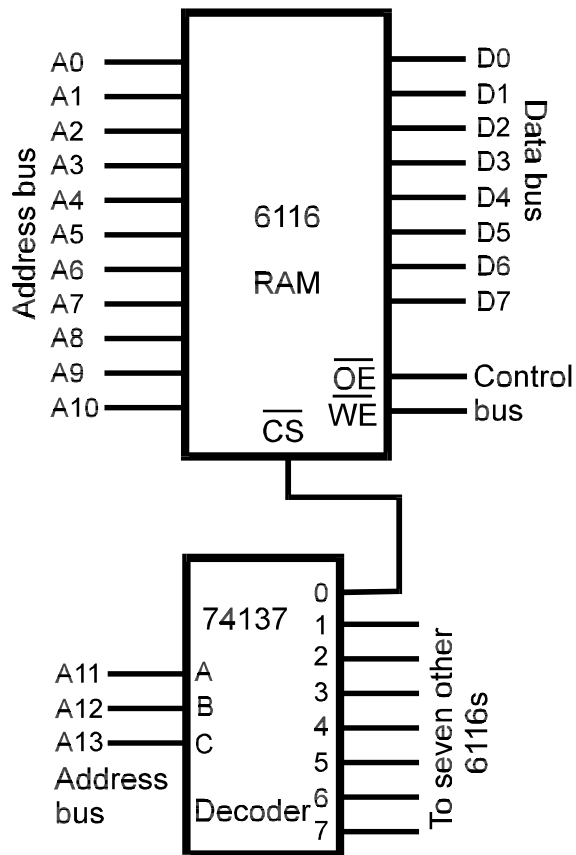 A0
A1
A2
A3
A4
A5
A6
A7
A8
A9
A10
Address bus
6116
RAM
OE
WE
CS
D0
D1
D2
D3
D4
D5
D6
D7
Data bus
Control
bus
74137
A
B
C
Decoder
0
1
2
3
4
5
6
7
A11
A12
A13
Address
bus
To seven other
6116s